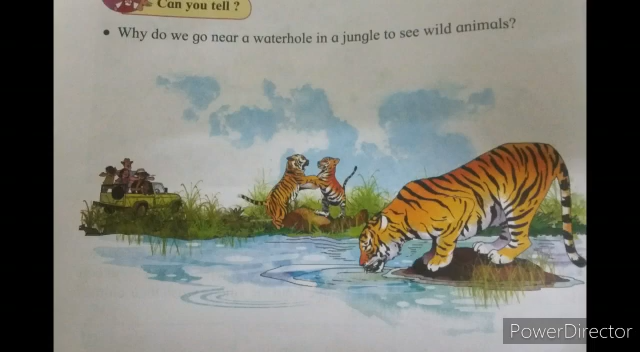 Can you tell ?
• Why do we go near a waterhole in a jungle to see wild animals?
PowerDirector